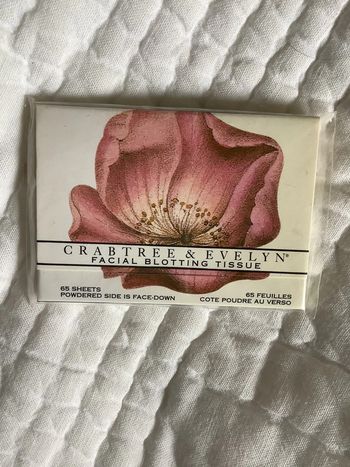 CRABTREE & EVELYN®
FACIAL BLOTTING TISSUE
65 SHEETS
POWDERED SIDE IS FACE-DOWN
65 FEUILLES
COTE POUDRE AU VERSO